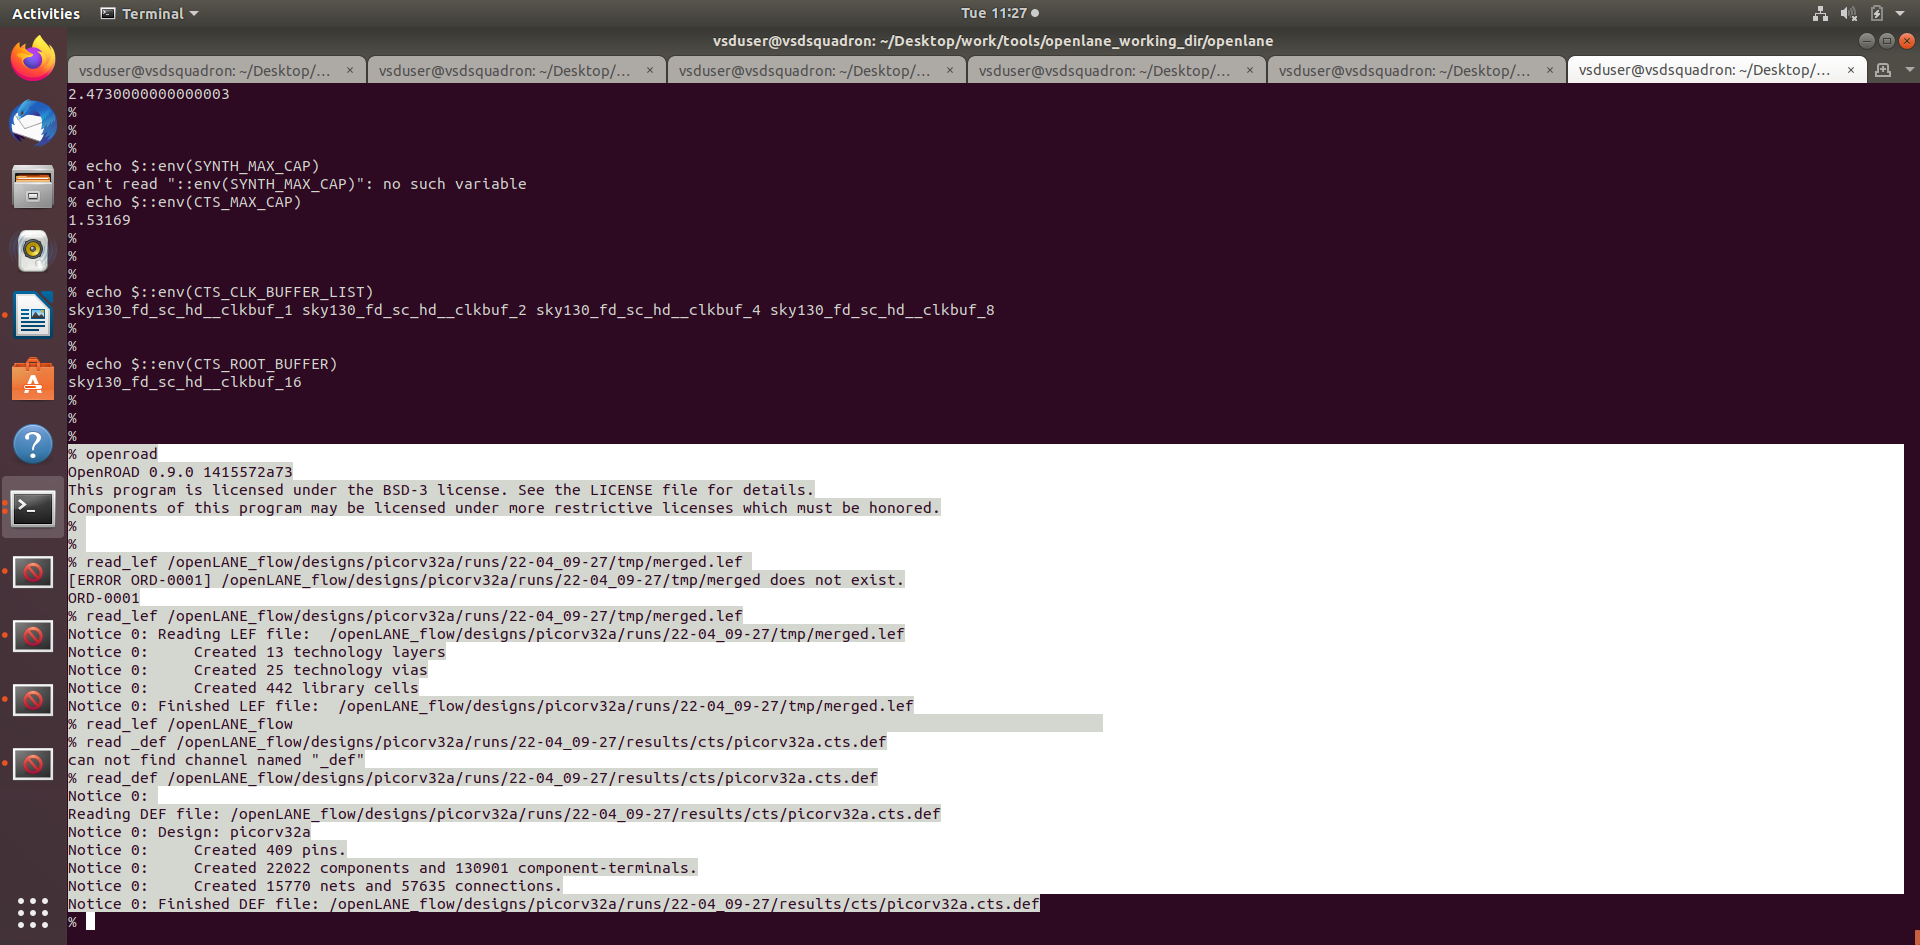 Activities
Terminal
Tue 11:27
vsduser@vsdsquadron: ~/Desktop/work/tools/openlane_working_dir/openlane
vsduser@vsdsquadron: ~/Desktop/...
vsduser@vsdsquadron: ~/Desktop/...
vsduser@vsdsquadron: ~/Desktop/...
vsduser@vsdsquadron: ~/Desktop/...
vsduser@vsdsquadron: ~/Desktop/...
vsduser@vsdsquadron: ~/Desktop/...
2.4730000000000003
%
%
%
% echo $::env(SYNTH_MAX_CAP)
can't read "::env(SYNTH_MAX_CAP)": no such variable
% echo $::env(CTS_MAX_CAP)
1.53169
%
%
%
% echo $::env(CTS_CLK_BUFFER_LIST)
sky130_fd_sc_hd__clkbuf_1 sky130_fd_sc_hd__clkbuf_2 sky130_fd_sc_hd__clkbuf_4 sky130_fd_sc_hd__clkbuf_8
%
%
% echo $::env(CTS_ROOT_BUFFER)
sky130_fd_sc_hd__clkbuf_16
%
%
%
% openroad
OpenROAD 0.9.0 1415572a73
This program is licensed under the BSD-3 license. See the LICENSE file for details.
Components of this program may be licensed under more restrictive licenses which must be honored.
%
%
% read_lef /openLANE_flow/designs/picorv32a/runs/22-04_09-27/tmp/merged.lef
[ERROR ORD-0001] /openLANE_flow/designs/picorv32a/runs/22-04_09-27/tmp/merged does not exist.
ORD-0001
% read_lef /openLANE_flow/designs/picorv32a/runs/22-04_09-27/tmp/merged.lef
Notice 0: Reading LEF file:  /openLANE_flow/designs/picorv32a/runs/22-04_09-27/tmp/merged.lef
Notice 0:     Created 13 technology layers
Notice 0:     Created 25 technology vias
Notice 0:     Created 442 library cells
Notice 0: Finished LEF file:  /openLANE_flow/designs/picorv32a/runs/22-04_09-27/tmp/merged.lef
% read_lef /openLANE_flow
% read _def /openLANE_flow/designs/picorv32a/runs/22-04_09-27/results/cts/picorv32a.cts.def
can not find channel named "_def"
% read_def /openLANE_flow/designs/picorv32a/runs/22-04_09-27/results/cts/picorv32a.cts.def
Notice 0:
Reading DEF file: /openLANE_flow/designs/picorv32a/runs/22-04_09-27/results/cts/picorv32a.cts.def
Notice 0: Design: picorv32a
Notice 0:     Created 409 pins.
Notice 0:     Created 22022 components and 130901 component-terminals.
Notice 0:     Created 15770 nets and 57635 connections.
Notice 0: Finished DEF file: /openLANE_flow/designs/picorv32a/runs/22-04_09-27/results/cts/picorv32a.cts.def
%